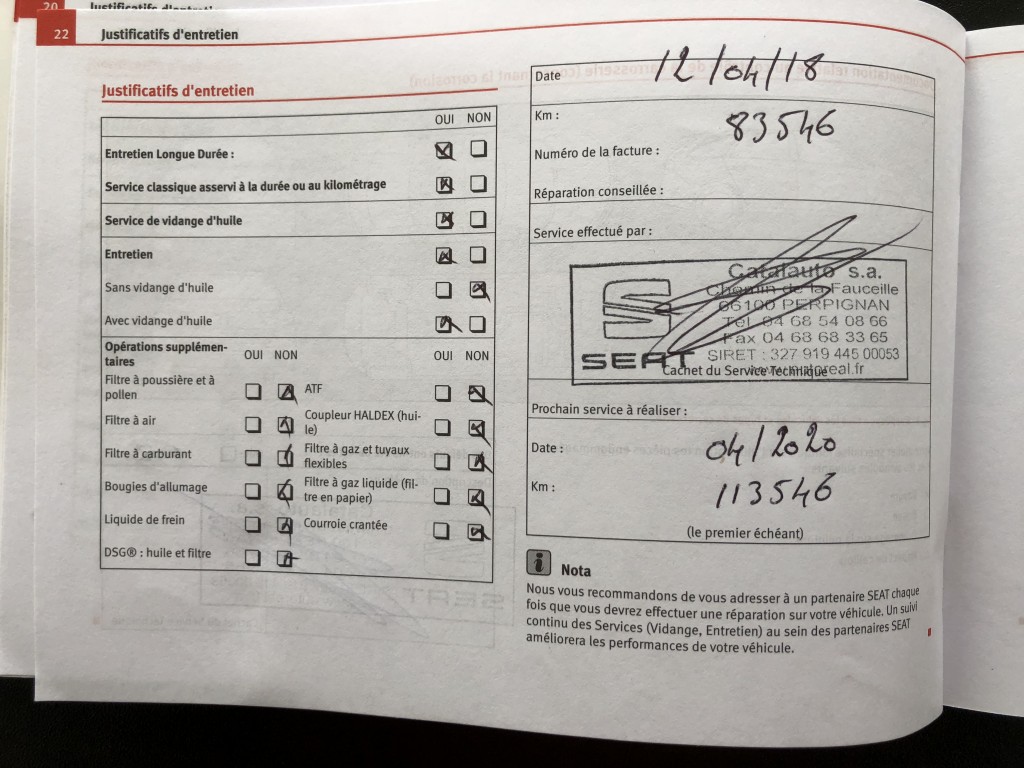 20 Justificatifs d'entreti
22 Justificatifs d'entretien
Justificatifs d'entretien
OUI NON
Entretien Longue Durée :
Service classique asservi à la durée ou au kilométrage
Service de vidange d'huile
Entretien
Sans vidange d'huile
Avec vidange d'huile
Opérations supplémen-
taires
OUI NON OUI NON
Filtre à poussière et à
pollen
ATF
Filtre à air
Coupleur HALDEX (hui-
le)
Filtre à carburant
Filtre à gaz et tuyaux
flexibles
Bougies d'allumage
Filtre à gaz liquide (fil-
tre en papier)
Liquide de frein
Courroie crantée
DSG® : huile et filtre
Date 12/04/18
Km : 83546
Numéro de la facture :
Réparation conseillée :
Service effectué par :
SEAT
Catalauto s.a.
Chemin de la Fauceille
66100 PERPIGNAN
Tél. 04 68 54 08 66
Fax 04 68 68 33 65
SIRET : 327 919 445 00053
Cachet du Service Technique
Prochain service à réaliser :
Date : 04/2020
Km : 113546
(le premier échéant)
i Nota
Nous vous recommandons de vous adresser à un partenaire SEAT chaque
fois que vous devrez effectuer une réparation sur votre véhicule. Un suivi
continu des Services (Vidange, Entretien) au sein des partenaires SEAT
améliorera les performances de votre véhicule.